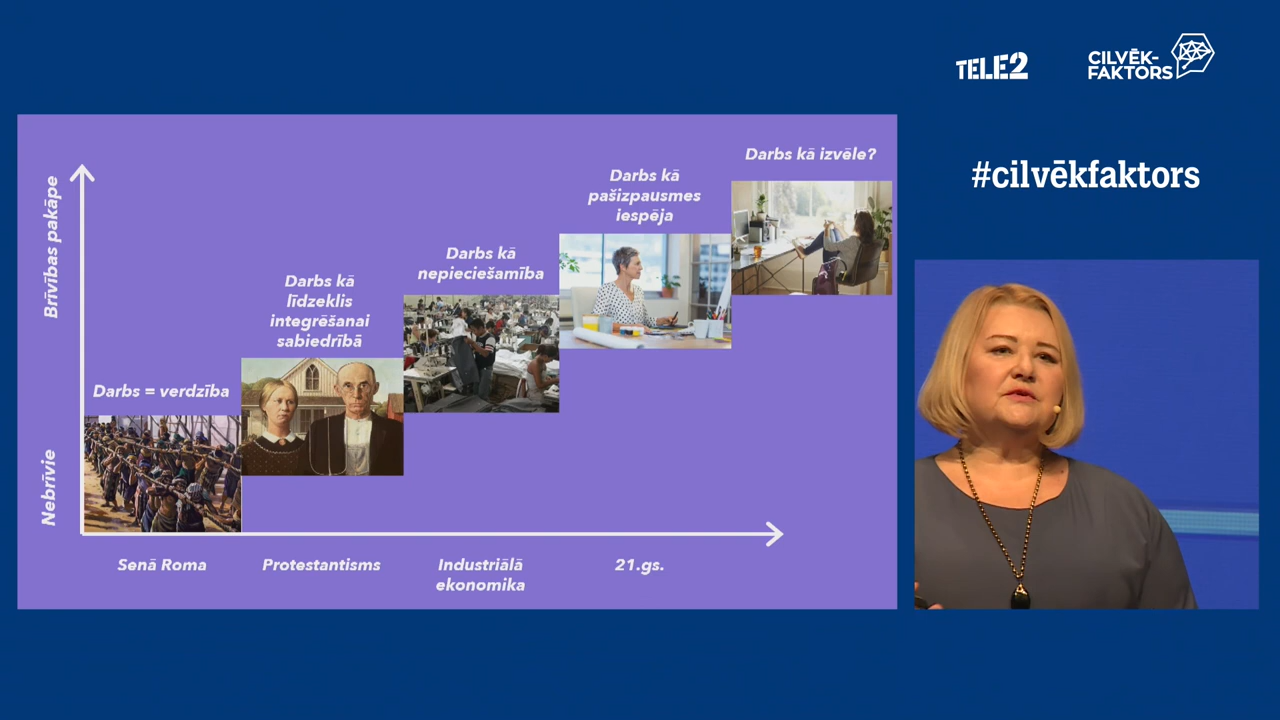 TELE2
CILVĒK-
FAKTORS
#cilvēkfaktors
Brīvības pakāpe
Nebrīvie
Darbs = verdzība
Darbs kā
līdzeklis
integrēšanai
sabiedrībā
Darbs kā
nepieciešamība
Darbs kā
pašizpausmes
iespēja
Darbs kā izvēle?
Senā Roma
Protestantisms
Industriālā
ekonomika
21.gs.